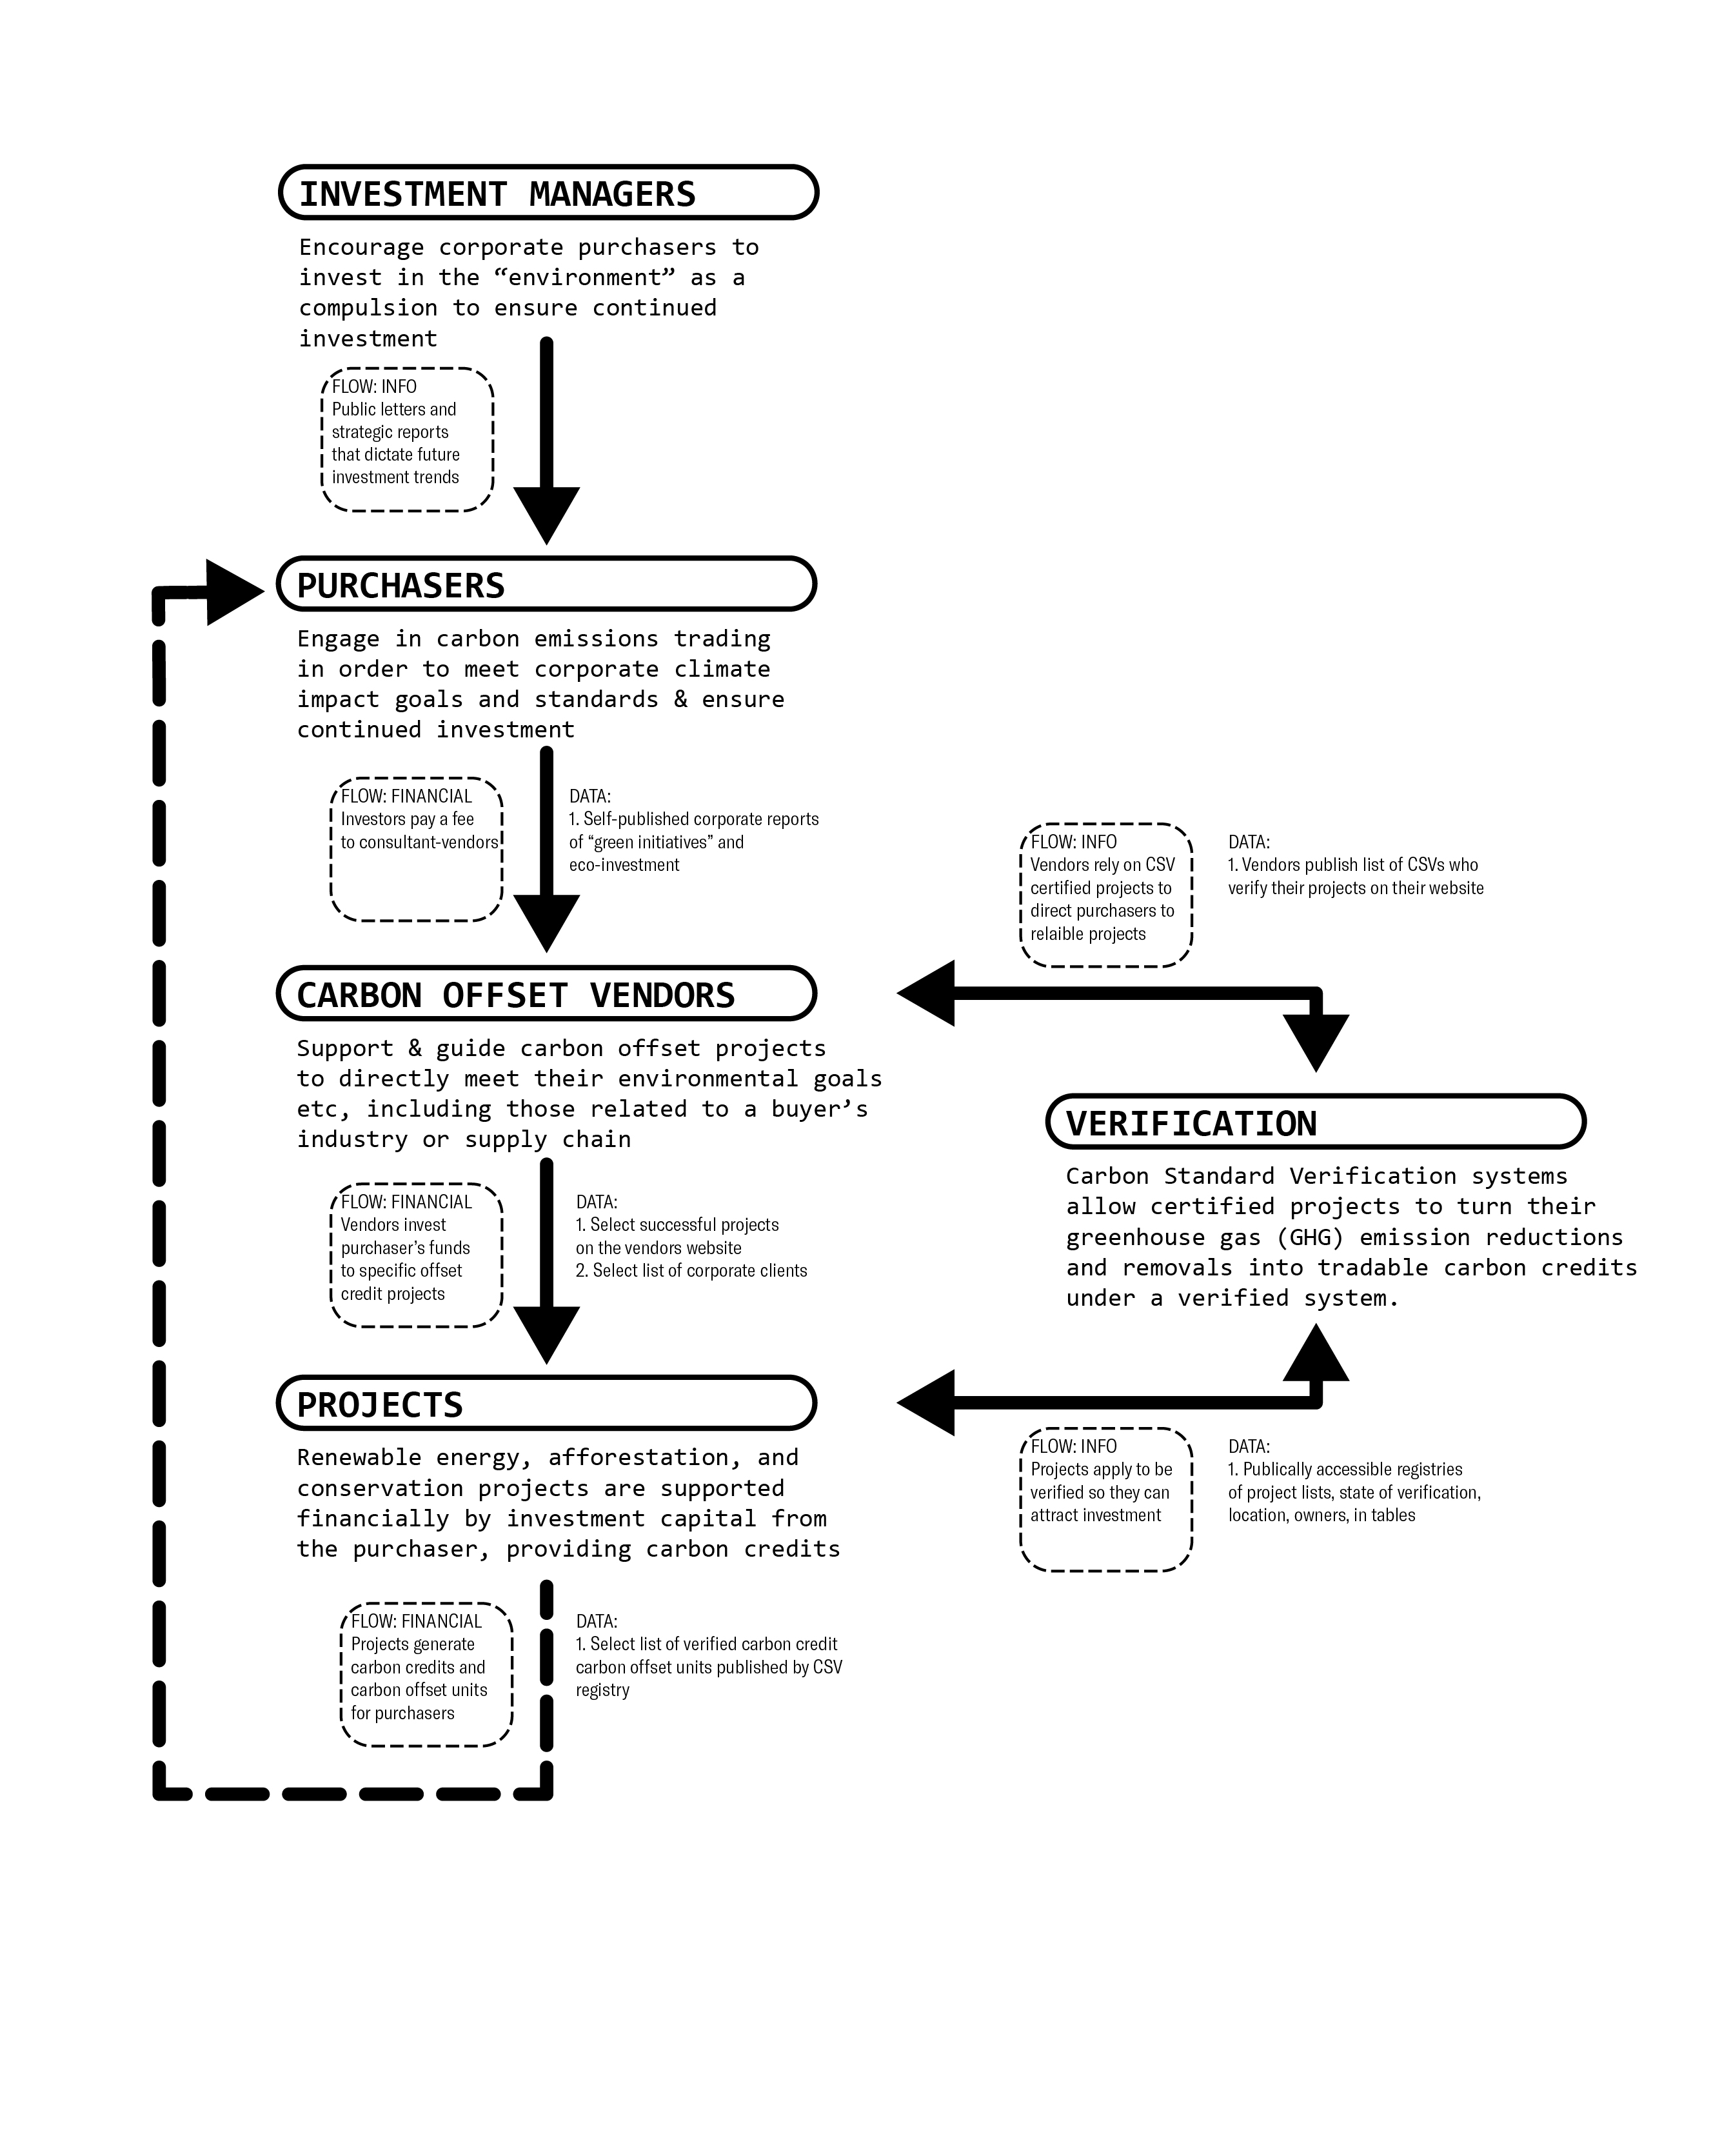 INVESTMENT MANAGERS
Encourage corporate purchasers to
invest in the “environment” as a
compulsion to ensure continued
investment
FLOW: INFO
Public letters and
strategic reports
that dictate future
investment trends
PURCHASERS
Engage in carbon emissions trading
in order to meet corporate climate
impact goals and standards & ensure
continued investment
FLOW: FINANCIAL
Investors pay a fee
to consultant-vendors
DATA:
1. Self-published corporate reports
of “green initiatives” and
eco-investment
FLOW: INFO
Vendors rely on CSV
certified projects to
direct purchasers to
relaible projects
DATA:
1. Vendors publish list of CSVs who
verify their projects on their website
CARBON OFFSET VENDORS
Support & guide carbon offset projects
to directly meet their environmental goals
etc, including those related to a buyer’s
industry or supply chain
VERIFICATION
Carbon Standard Verification systems
allow certified projects to turn their
greenhouse gas (GHG) emission reductions
and removals into tradable carbon credits
under a verified system.
FLOW: FINANCIAL
Vendors invest
purchaser’s funds
to specific offset
credit projects
DATA:
1. Select successful projects
on the vendors website
2. Select list of corporate clients
PROJECTS
Renewable energy, afforestation, and
conservation projects are supported
financially by investment capital from
the purchaser, providing carbon credits
FLOW: INFO
Projects apply to be
verified so they can
attract investment
DATA:
1. Publically accessible registries
of project lists, state of verification,
location, owners, in tables
FLOW: FINANCIAL
Projects generate
carbon credits and
carbon offset units
for purchasers
DATA:
1. Select list of verified carbon credit
carbon offset units published by CSV
registry